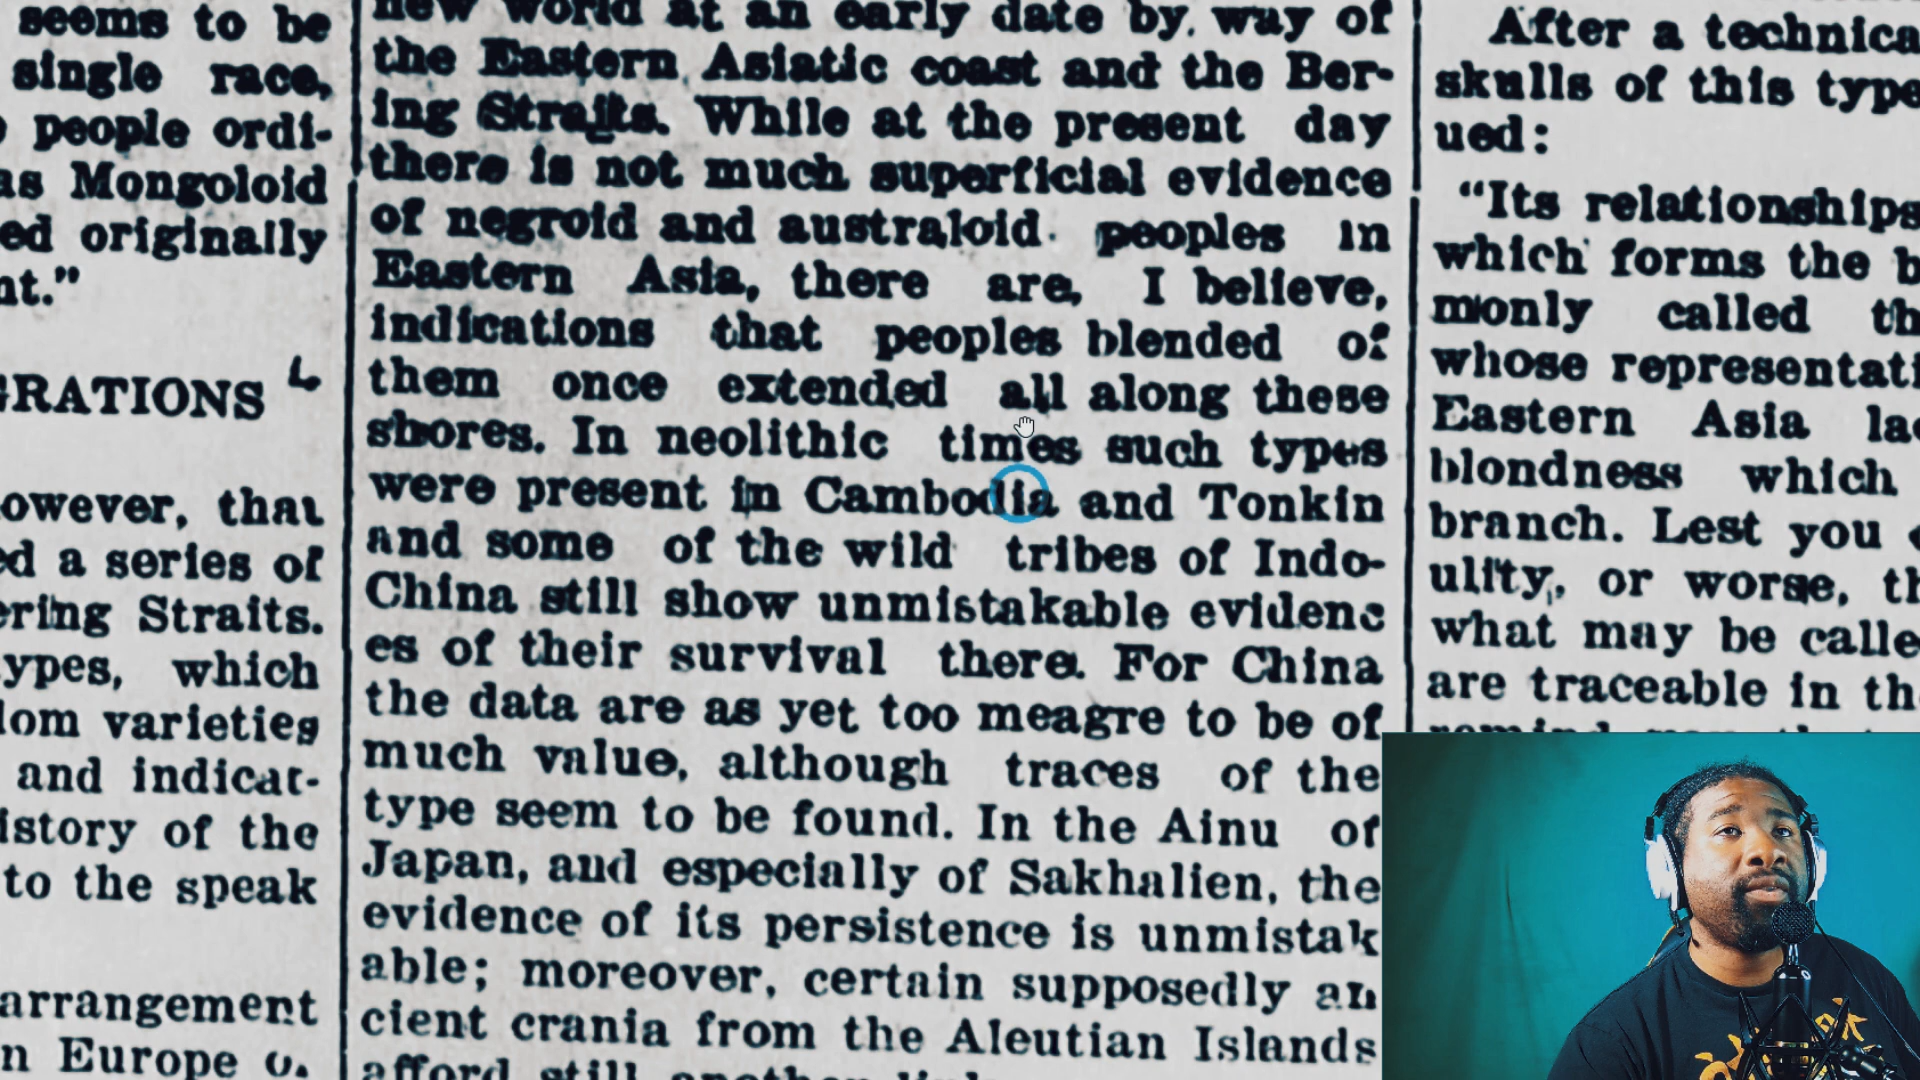 seems to be
single race,
people ordi-
as Mongoloid
ed originally
nt."
GRATIONS
owever, that
ed a series of
ering Straits.
ypes, which
dom varieties
and indicat-
istory of the
to the speak
arrangement
n Europe
new world at an early date by way of
the Eastern Asiatic coast and the Ber-
ing Straits. While at the present day
there is not much superficial evidence
of negroid and australoid peoples in
Eastern Asia, there are, I believe,
indications that peoples blended of
them once extended all along these
shores. In neolithic times such types
were present in Cambodia and Tonkin
and some of the wild tribes of Indo-
China still show unmistakable evidenc
es of their survival there. For China
the data are as yet too meagre to be of
much value, although traces of the
type seem to be found. In the Ainu of
Japan, and especially of Sakhalien, the
evidence of its persistence is unmistak
able; moreover, certain supposedly an
cient crania from the Aleutian Islands
afford still another
After a technica
skulls of this type
ued:
"Its relationships
which forms the b
monly called th
whose representati
Eastern Asia la
blondness which
branch. Lest you
ulity, or worse, th
what may be calle
are traceable in th